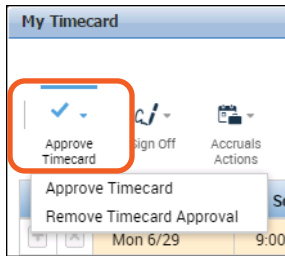 My Timecard
Approve Timecard
Sign Off
Accruals Actions
Approve Timecard
Remove Timecard Approval
Mon 6/29
9:00